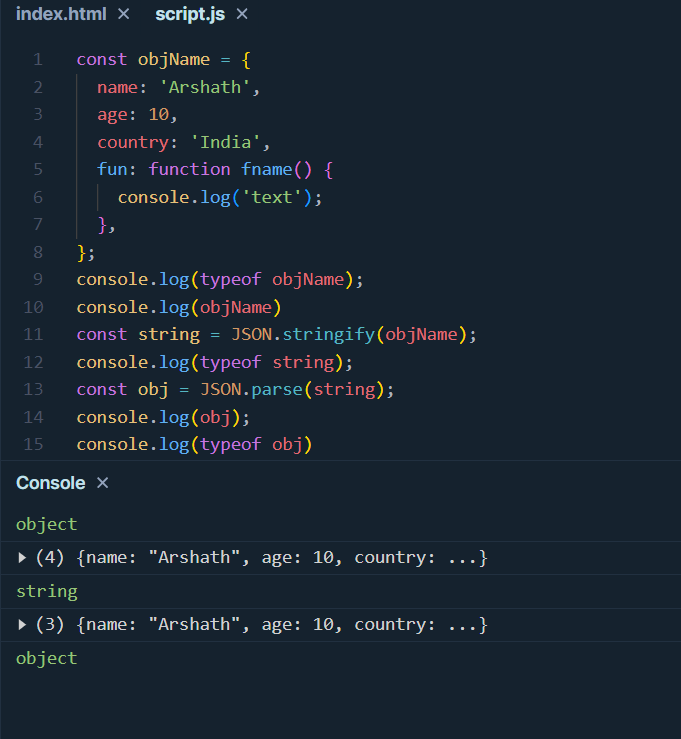 index.html × script.js ×
1 const objName = {
2 name: 'Arshath',
3 age: 10,
4 country: 'India',
5 fun: function fname() {
6 console.log('text');
7 },
8 };
9 console.log(typeof objName);
10 console.log(objName)
11 const string = JSON.stringify(objName);
12 console.log(typeof string);
13 const obj = JSON.parse(string);
14 console.log(obj);
15 console.log(typeof obj)
Console ×
object
▶ (4) {name: "Arshath", age: 10, country: ...}
string
▶ (3) {name: "Arshath", age: 10, country: ...}
object